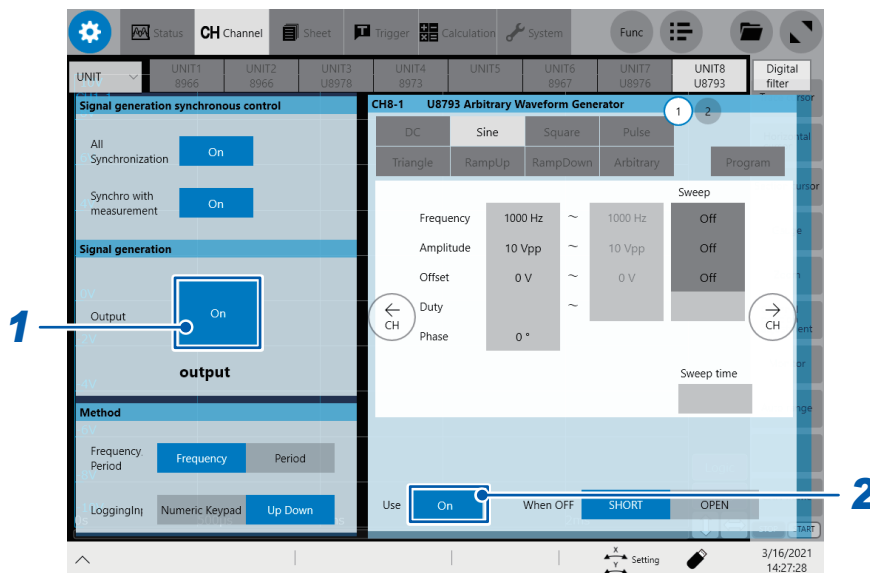 Status CH Channel Sheet Trigger Calculation System Func
UNIT
UNIT1 8966
UNIT2 8966
UNIT3 U8978
UNIT4 8973
UNIT5
UNIT6 8967
UNIT7 U8976
UNIT8 U8793
Digital filter
Signal generation synchronous control
All Synchronization On
Synchro with measurement On
Signal generation
1
Output On
output
Method
Frequency. Period Frequency Period
LoggingInp Numeric Keypad Up Down
CH8-1 U8793 Arbitrary Waveform Generator 1 2
DC Sine Square Pulse
Triangle RampUp RampDown Arbitrary Program
Sweep
Frequency 1000 Hz ~ 1000 Hz Off
Amplitude 10 Vpp ~ 10 Vpp Off
Offset 0 V ~ 0 V Off
Duty ~
Phase 0 °
← CH
→ CH
Sweep time
Use On When OFF SHORT OPEN
2
X Y Setting
3/16/2021
14:27:28